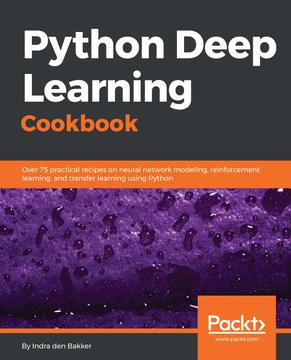 Python Deep
Learning
Cookbook
Over 75 practical recipes on neural network modeling, reinforcement
learning, and transfer learning using Python
Packt>
www.packt.com
By Indra den Bakker